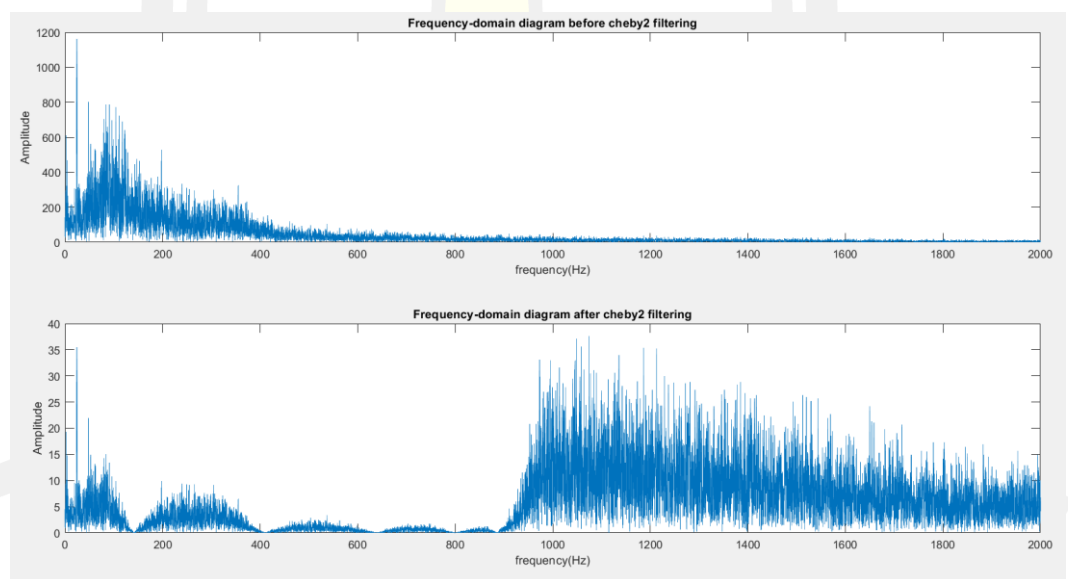 Frequency-domain diagram before cheby2 filtering
1200
1000
800
600
400
200
0
Amplitude
0 200 400 600 800 1000 1200 1400 1600 1800 2000
frequency(Hz)
Frequency-domain diagram after cheby2 filtering
40
35
30
25
20
15
10
5
0
Amplitude
0 200 400 600 800 1000 1200 1400 1600 1800 2000
frequency(Hz)